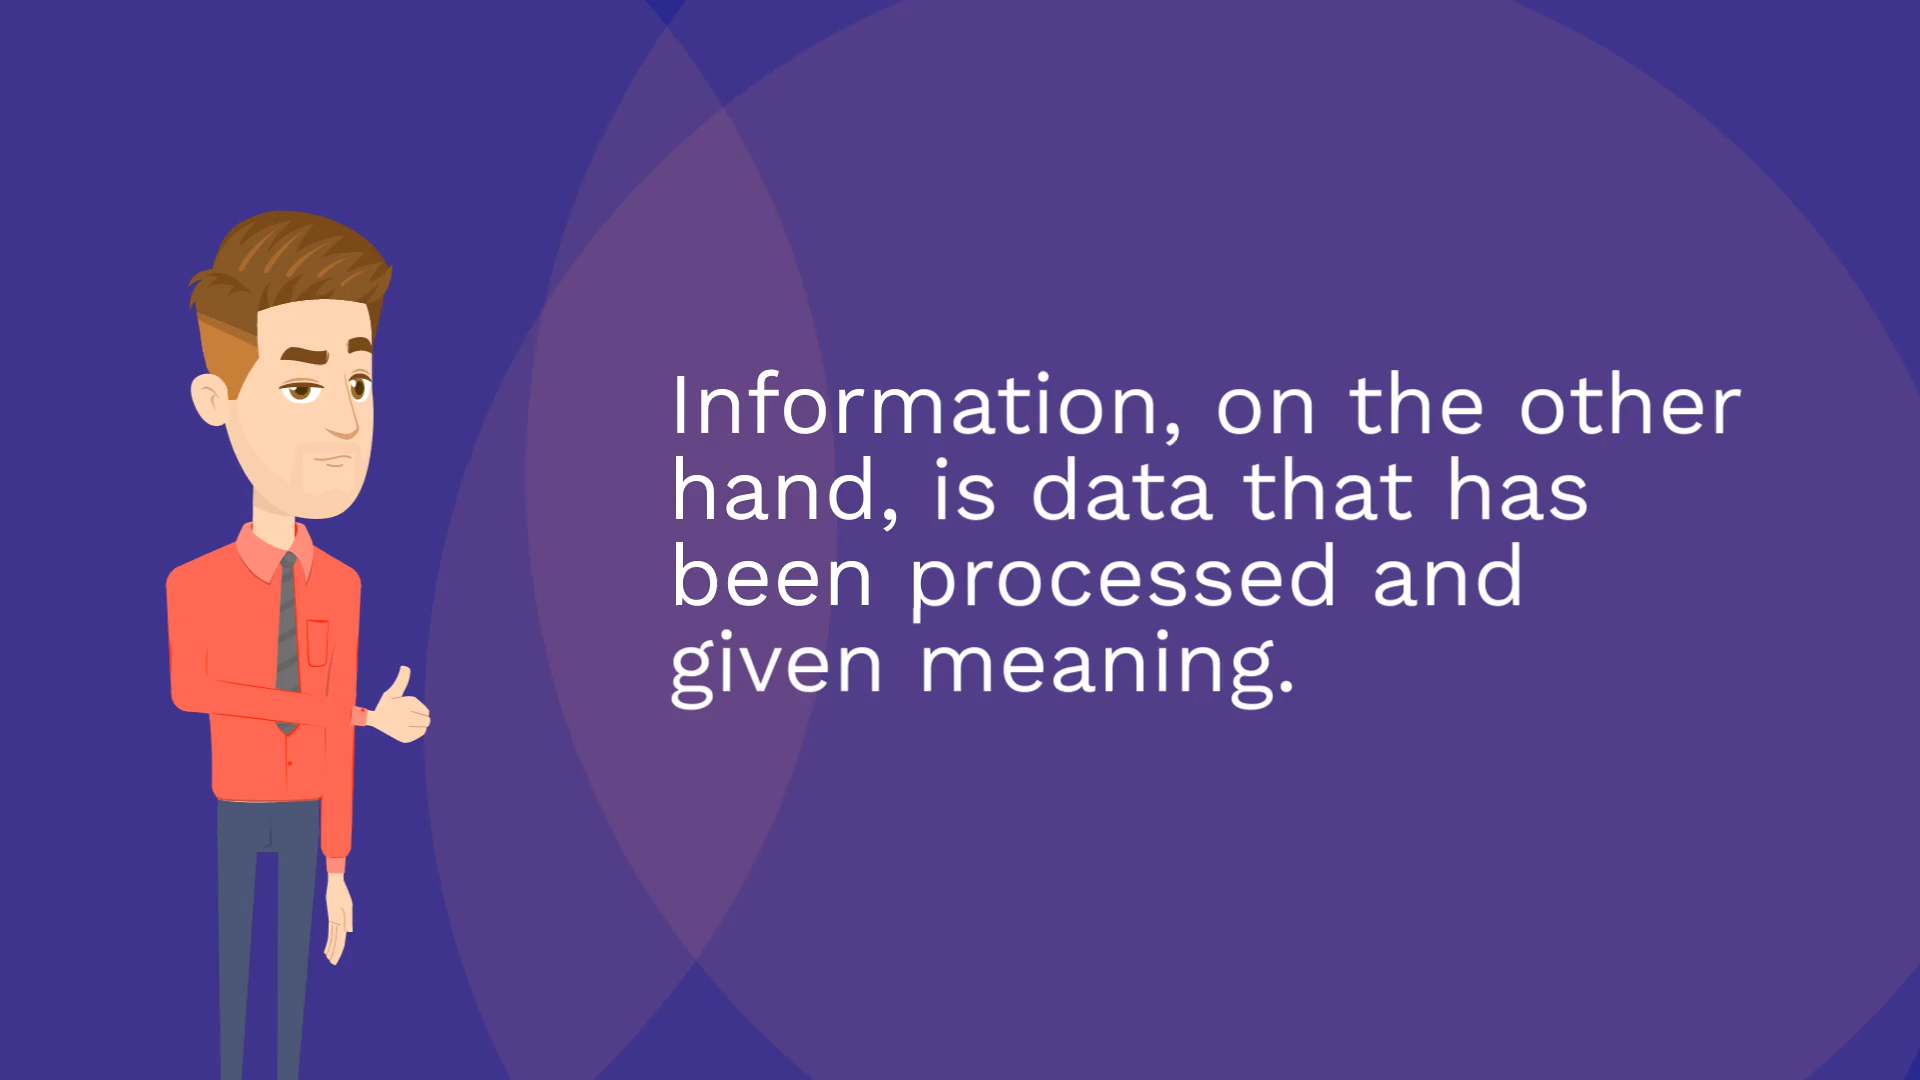 Information, on the other
hand, is data that has
been processed and
given meaning.